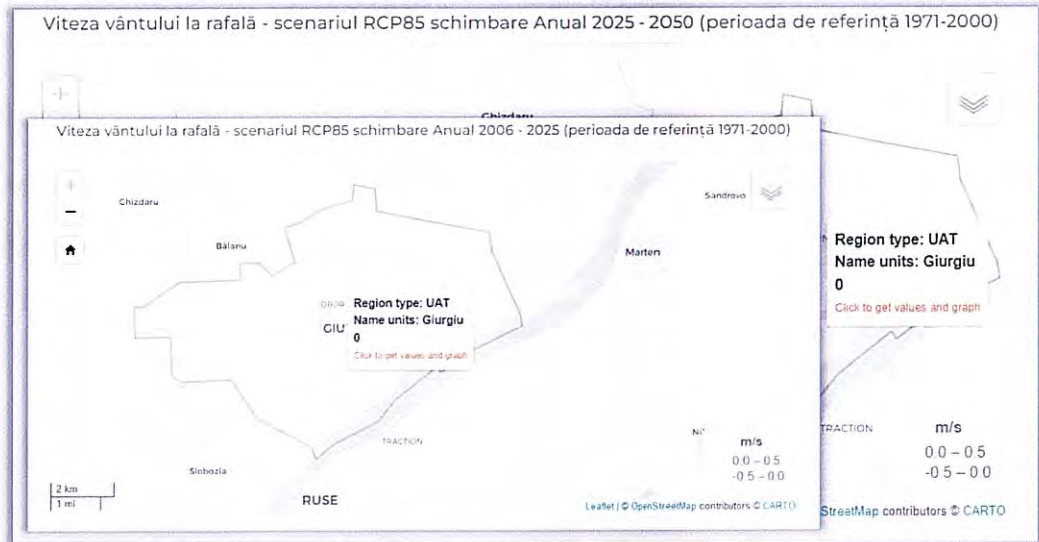 Viteza vântului la rafală - scenariul RCP85 schimbare Anual 2025 - 2050 (perioada de referință 1971-2000)
+
Chizdaru
Region type: UAT
Name units: Giurgiu
0
Click to get values and graph
TRACTION
m/s
0.0 – 0.5
-0.5 – 0.0
StreetMap contributors © CARTO
Viteza vântului la rafală - scenariul RCP85 schimbare Anual 2006 - 2025 (perioada de referință 1971-2000)
+
−
Chizdaru
Sandrovo
Bălanu
Marten
Region type: UAT
GIU
Name units: Giurgiu
0
Click to get values and graph
TRACTION
m/s
0.0 – 0.5
-0.5 – 0.0
Slobozia
2 km
1 mi
RUSE
Leaflet | © OpenStreetMap contributors © CARTO